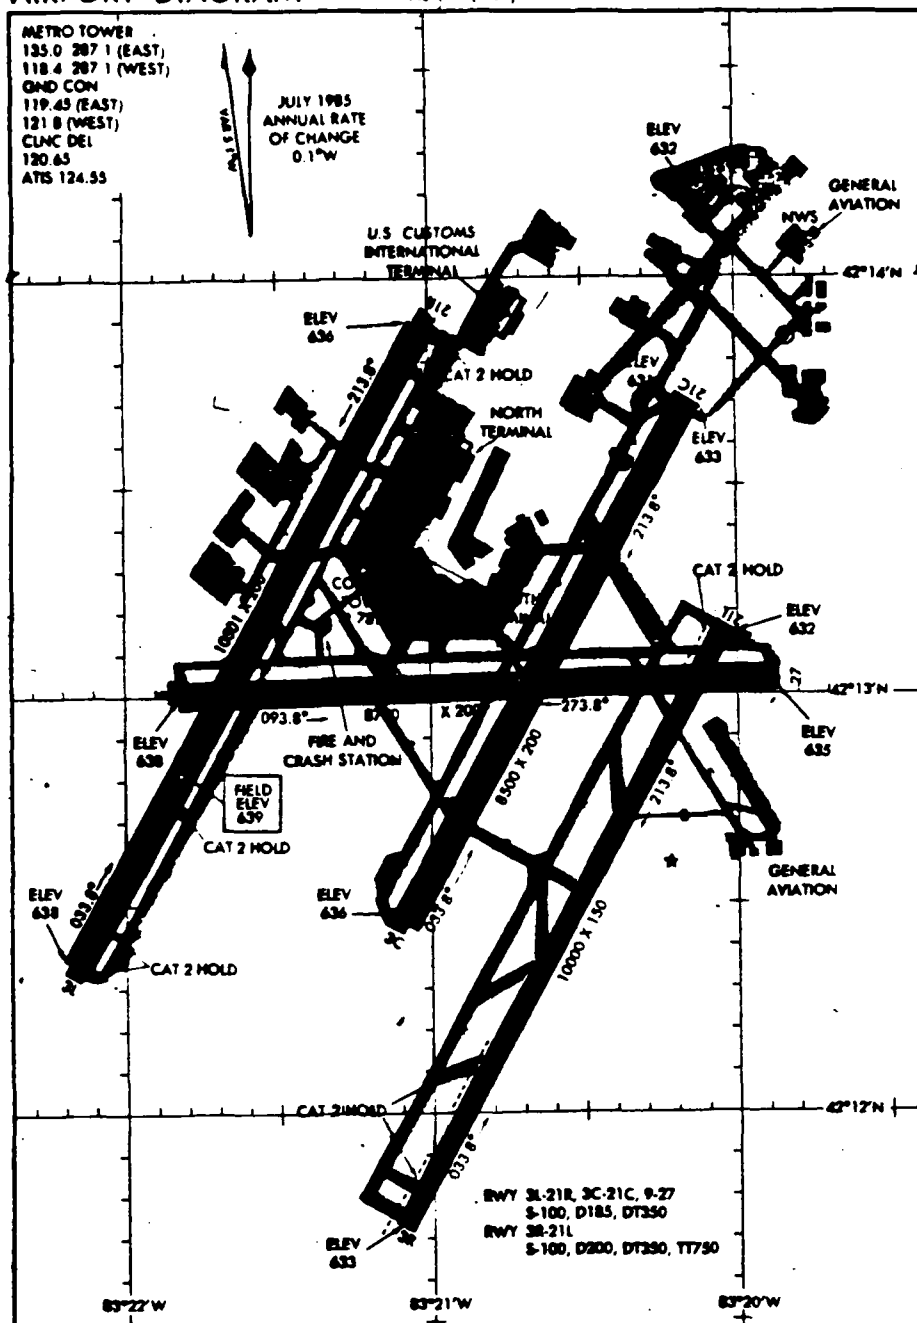 METRO TOWER
135.0 287 1 (EAST)
118.4 287 1 (WEST)
GND CON
119.45 (EAST)
121 8 (WEST)
CLNC DEL
120.65
ATIS 124.55
JULY 1985
ANNUAL RATE
OF CHANGE
0.1°W
ELEV
632
GENERAL
AVIATION
NWS
U.S CUSTOMS
INTERNATIONAL
TERMINAL
42°14'N
ELEV
636
213.8°
CAT 2 HOLD
ELEV
21C
NORTH
TERMINAL
ELEV
633
213.8°
CAT 2 HOLD
21L
ELEV
632
10001 X 200
27
42°13'N
093.8°
X 200
273.8°
ELEV
638
FIRE AND
CRASH STATION
ELEV
635
8500 X 200
213.8°
FIELD
ELEV
639
CAT 2 HOLD
GENERAL
AVIATION
ELEV
638
033.8°
ELEV
636
033.8°
10000 X 150
CAT 2 HOLD
CAT 2 HOLD
42°12'N
033.8°
RWY 3L-21R, 3C-21C, 9-27
S-100, D185, DT350
RWY 3R-21L
S-100, D200, DT350, TT750
ELEV
633
83°22'W
83°21'W
83°20'W